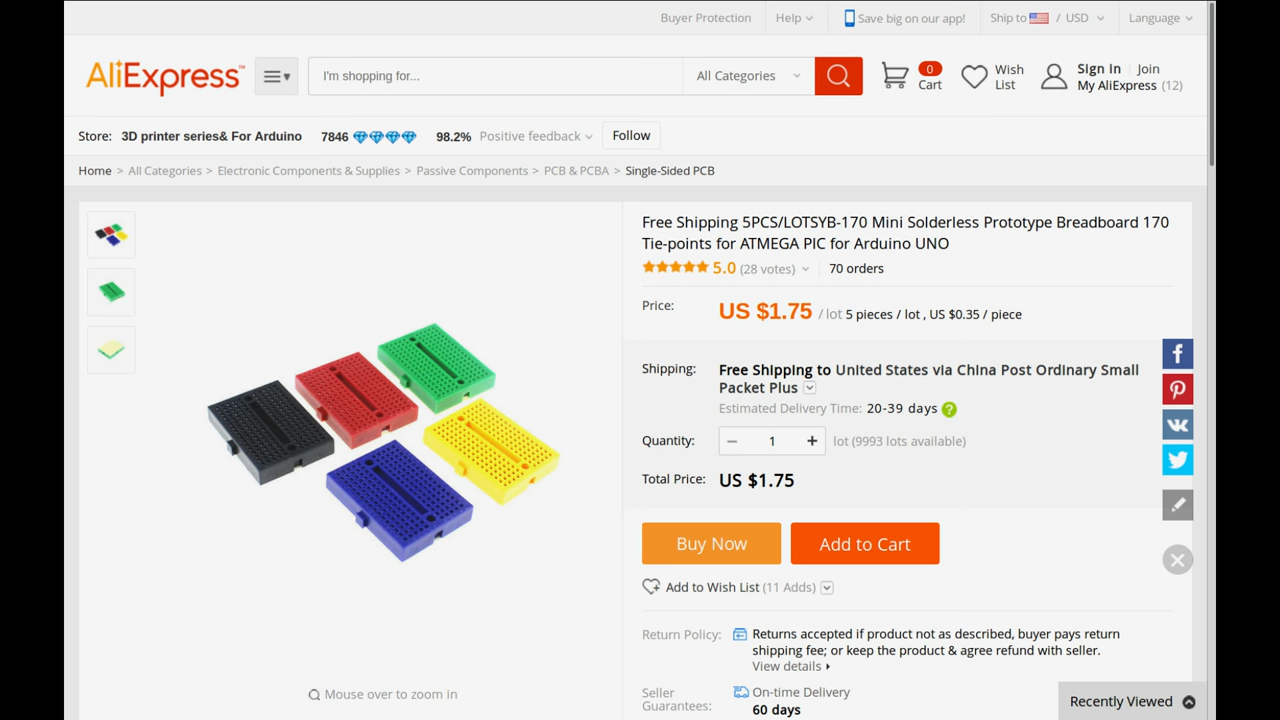 Buyer Protection
Help
Save big on our app!
Ship to / USD
Language
AliExpress™
I'm shopping for...
All Categories
0
Cart
Wish
List
Sign In | Join
My AliExpress (12)
Store: 3D printer series& For Arduino 7846 98.2% Positive feedback Follow
Home > All Categories > Electronic Components & Supplies > Passive Components > PCB & PCBA > Single-Sided PCB
Free Shipping 5PCS/LOTSYB-170 Mini Solderless Prototype Breadboard 170
Tie-points for ATMEGA PIC for Arduino UNO
5.0 (28 votes) 70 orders
Price: US $1.75 / lot 5 pieces / lot , US $0.35 / piece
Shipping: Free Shipping to United States via China Post Ordinary Small
Packet Plus
Estimated Delivery Time: 20-39 days ?
Quantity: − 1 + lot (9993 lots available)
Total Price: US $1.75
Buy Now
Add to Cart
Add to Wish List (11 Adds)
Return Policy: Returns accepted if product not as described, buyer pays return
shipping fee; or keep the product & agree refund with seller.
View details
Mouse over to zoom in
Seller
Guarantees:
On-time Delivery
60 days
Recently Viewed